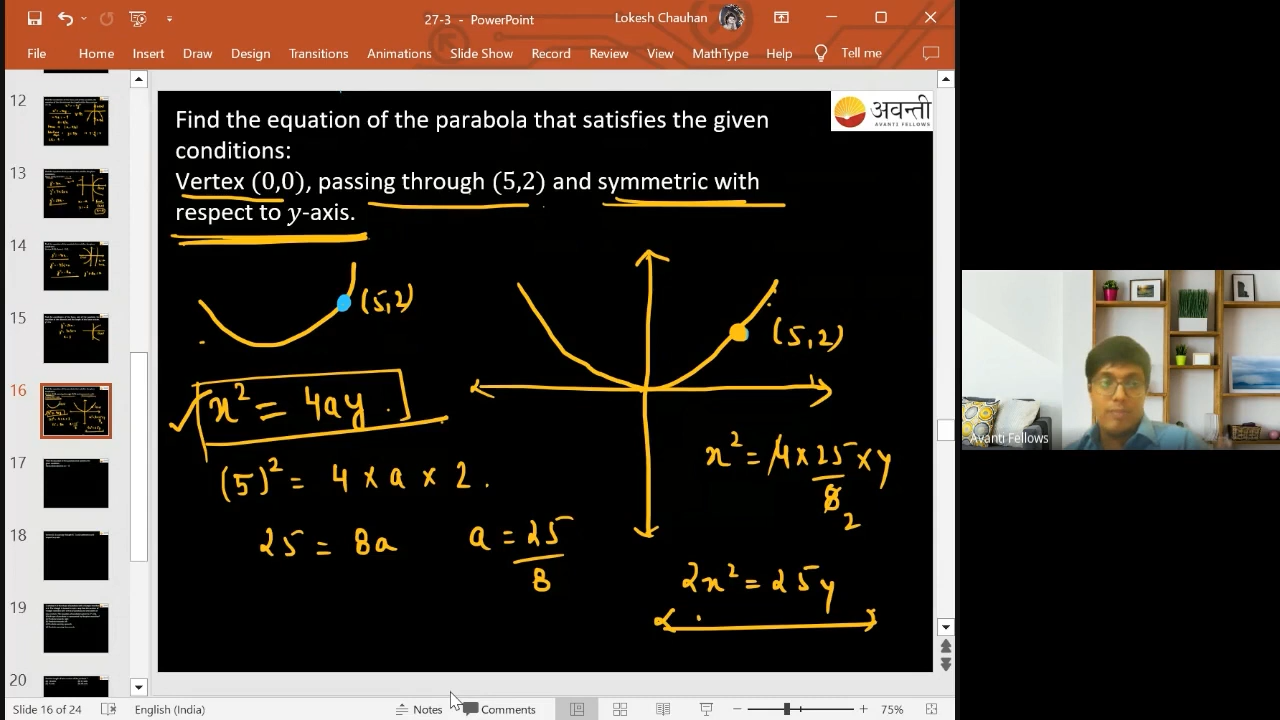 27-3 - PowerPoint
Lokesh Chauhan
File Home Insert Draw Design Transitions Animations Slide Show Record Review View MathType Help Tell me
12
13
14
15
16
17
18
19
20
Find the equation of the parabola that satisfies the given
conditions:
Vertex (0,0), passing through (5,2) and symmetric with
respect to y-axis.
अवन्ती
AVANTI FELLOWS
(5,2)
(5,2)
x² = 4ay.
(5)² = 4 × a × 2.
25 = 8a
a = 25/8
x² = 4 × 25/8 × y
2
2x² = 25y
Avanti Fellows
Slide 16 of 24
English (India)
Notes
Comments
75%